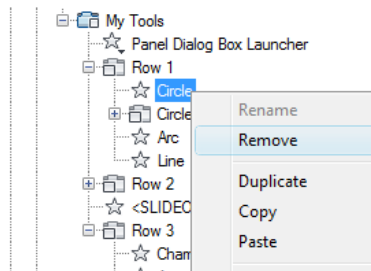 My Tools
Panel Dialog Box Launcher
Row 1
Circle
Circle
Rename
Arc
Remove
Line
Row 2
Duplicate
<SLIDEO
Copy
Row 3
Paste
Cham